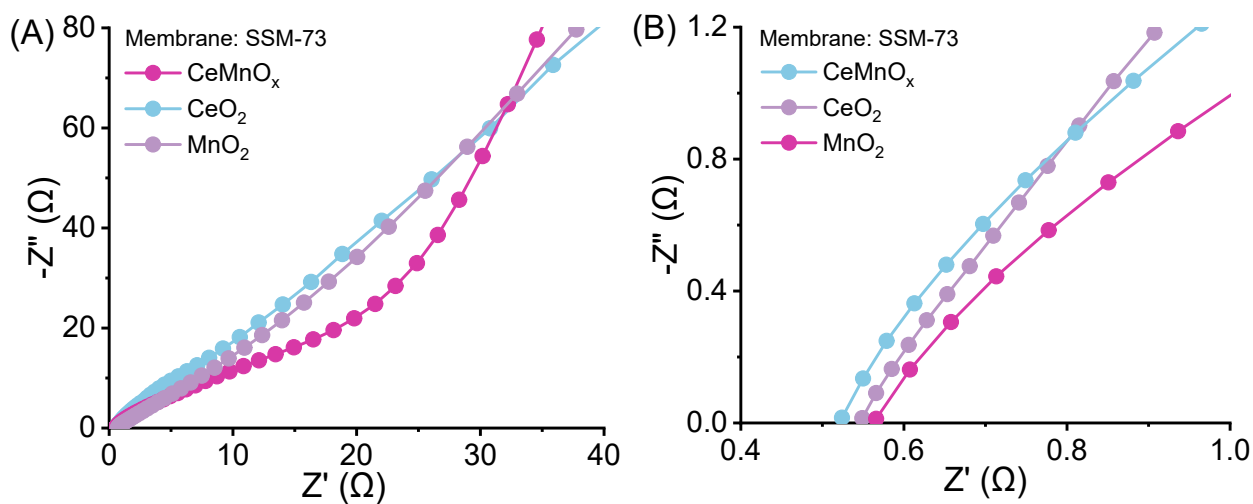 (A)
Membrane: SSM-73
CeMnOₓ
CeO₂
MnO₂
80
60
40
20
0
-Z" (Ω)
0 10 20 30 40
Z' (Ω)
(B)
Membrane: SSM-73
CeMnOₓ
CeO₂
MnO₂
1.2
0.8
0.4
0.0
-Z" (Ω)
0.4 0.6 0.8 1.0
Z' (Ω)